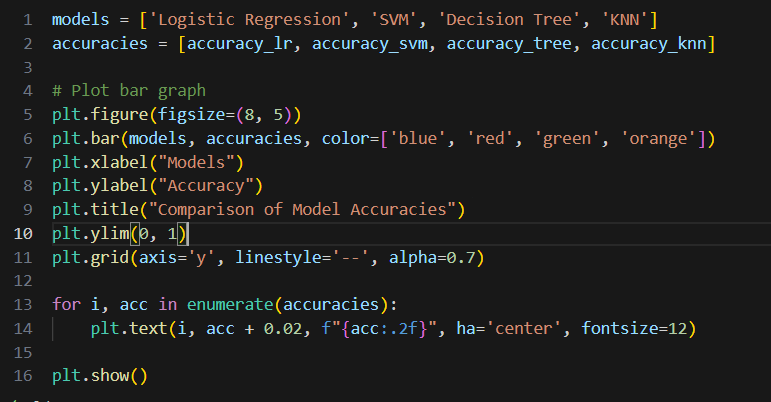 1 models = ['Logistic Regression', 'SVM', 'Decision Tree', 'KNN']
2 accuracies = [accuracy_lr, accuracy_svm, accuracy_tree, accuracy_knn]
3
4 # Plot bar graph
5 plt.figure(figsize=(8, 5))
6 plt.bar(models, accuracies, color=['blue', 'red', 'green', 'orange'])
7 plt.xlabel("Models")
8 plt.ylabel("Accuracy")
9 plt.title("Comparison of Model Accuracies")
10 plt.ylim(0, 1)
11 plt.grid(axis='y', linestyle='--', alpha=0.7)
12
13 for i, acc in enumerate(accuracies):
14     plt.text(i, acc + 0.02, f"{acc:.2f}", ha='center', fontsize=12)
15
16 plt.show()